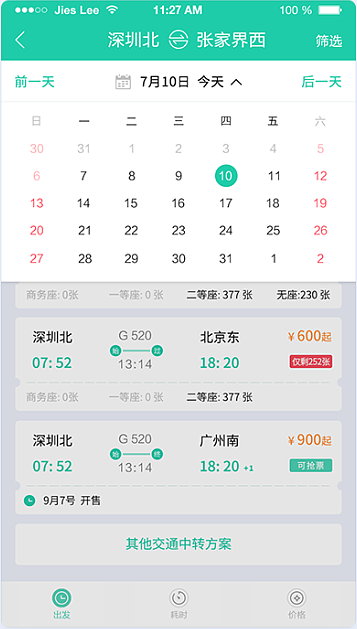 Jies Lee 11:27 AM 100 %
深圳北 张家界西 筛选
前一天 7月10日 今天 后一天
日 一 二 三 四 五 六
30 31 1 2 3 4 5
6 7 8 9 10 11 12
13 14 15 16 17 18 19
20 21 22 23 24 25 26
27 28 29 30 31 1 2
商务座: 0张 一等座: 0 张 二等座: 377 张 无座:230 张
深圳北 G 520 北京东 ¥600起
始 过
07: 52 13:14 18: 20 仅剩252张
商务座: 0张 一等座: 0 张 二等座: 377 张
深圳北 G 520 广州南 ¥900起
始 终
07: 52 13:14 18: 20 +1 可抢票
9月7号 开售
其他交通中转方案
出发 耗时 价格